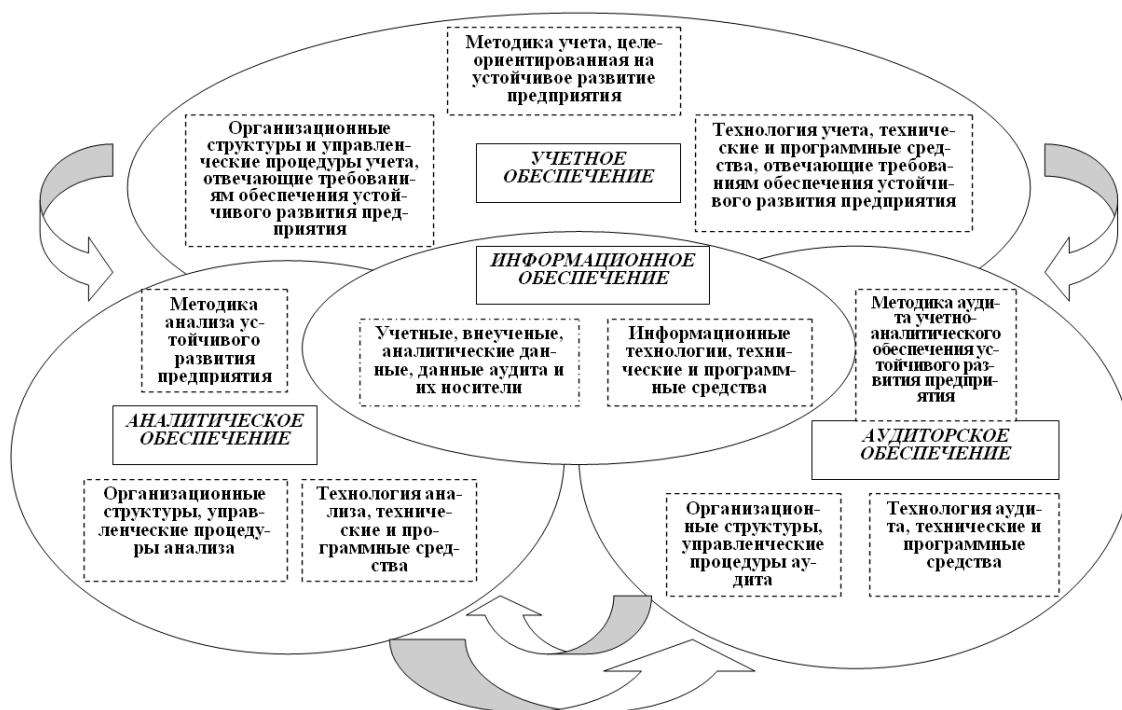 Методика учета, целе-
ориентированная на
устойчивое развитие
предприятия
Организационные
структуры и управлен-
ческие процедуры учета,
отвечающие требовани-
ям обеспечения устой-
чивого развития пред-
приятия
УЧЕТНОЕ
ОБЕСПЕЧЕНИЕ
Технология учета, техниче-
ские и программные сред-
ства, отвечающие требова-
ниям обеспечения устойчи-
вого развития предприятия
ИНФОРМАЦИОННОЕ
ОБЕСПЕЧЕНИЕ
Учетные, внеученые,
аналитические дан-
ные, данные аудита и
их носители
Информационные
технологии, техни-
ческие и программ-
ные средства
Методика
анализа ус-
тойчивого
развития
предприятия
АНАЛИТИЧЕСКОЕ
ОБЕСПЕЧЕНИЕ
Организационные
структуры, управ-
ленческие процеду-
ры анализа
Технология ана-
лиза, техниче-
ские и про-
граммные сред-
ства
Методика ауди-
та учетно-
аналитического
обеспечения ус-
тойчивого раз-
вития предпри-
ятия
АУДИТОРСКОЕ
ОБЕСПЕЧЕНИЕ
Организацион-
ные структуры,
управленческие
процедуры ау-
дита
Технология ауди-
та, технические и
программные
средства